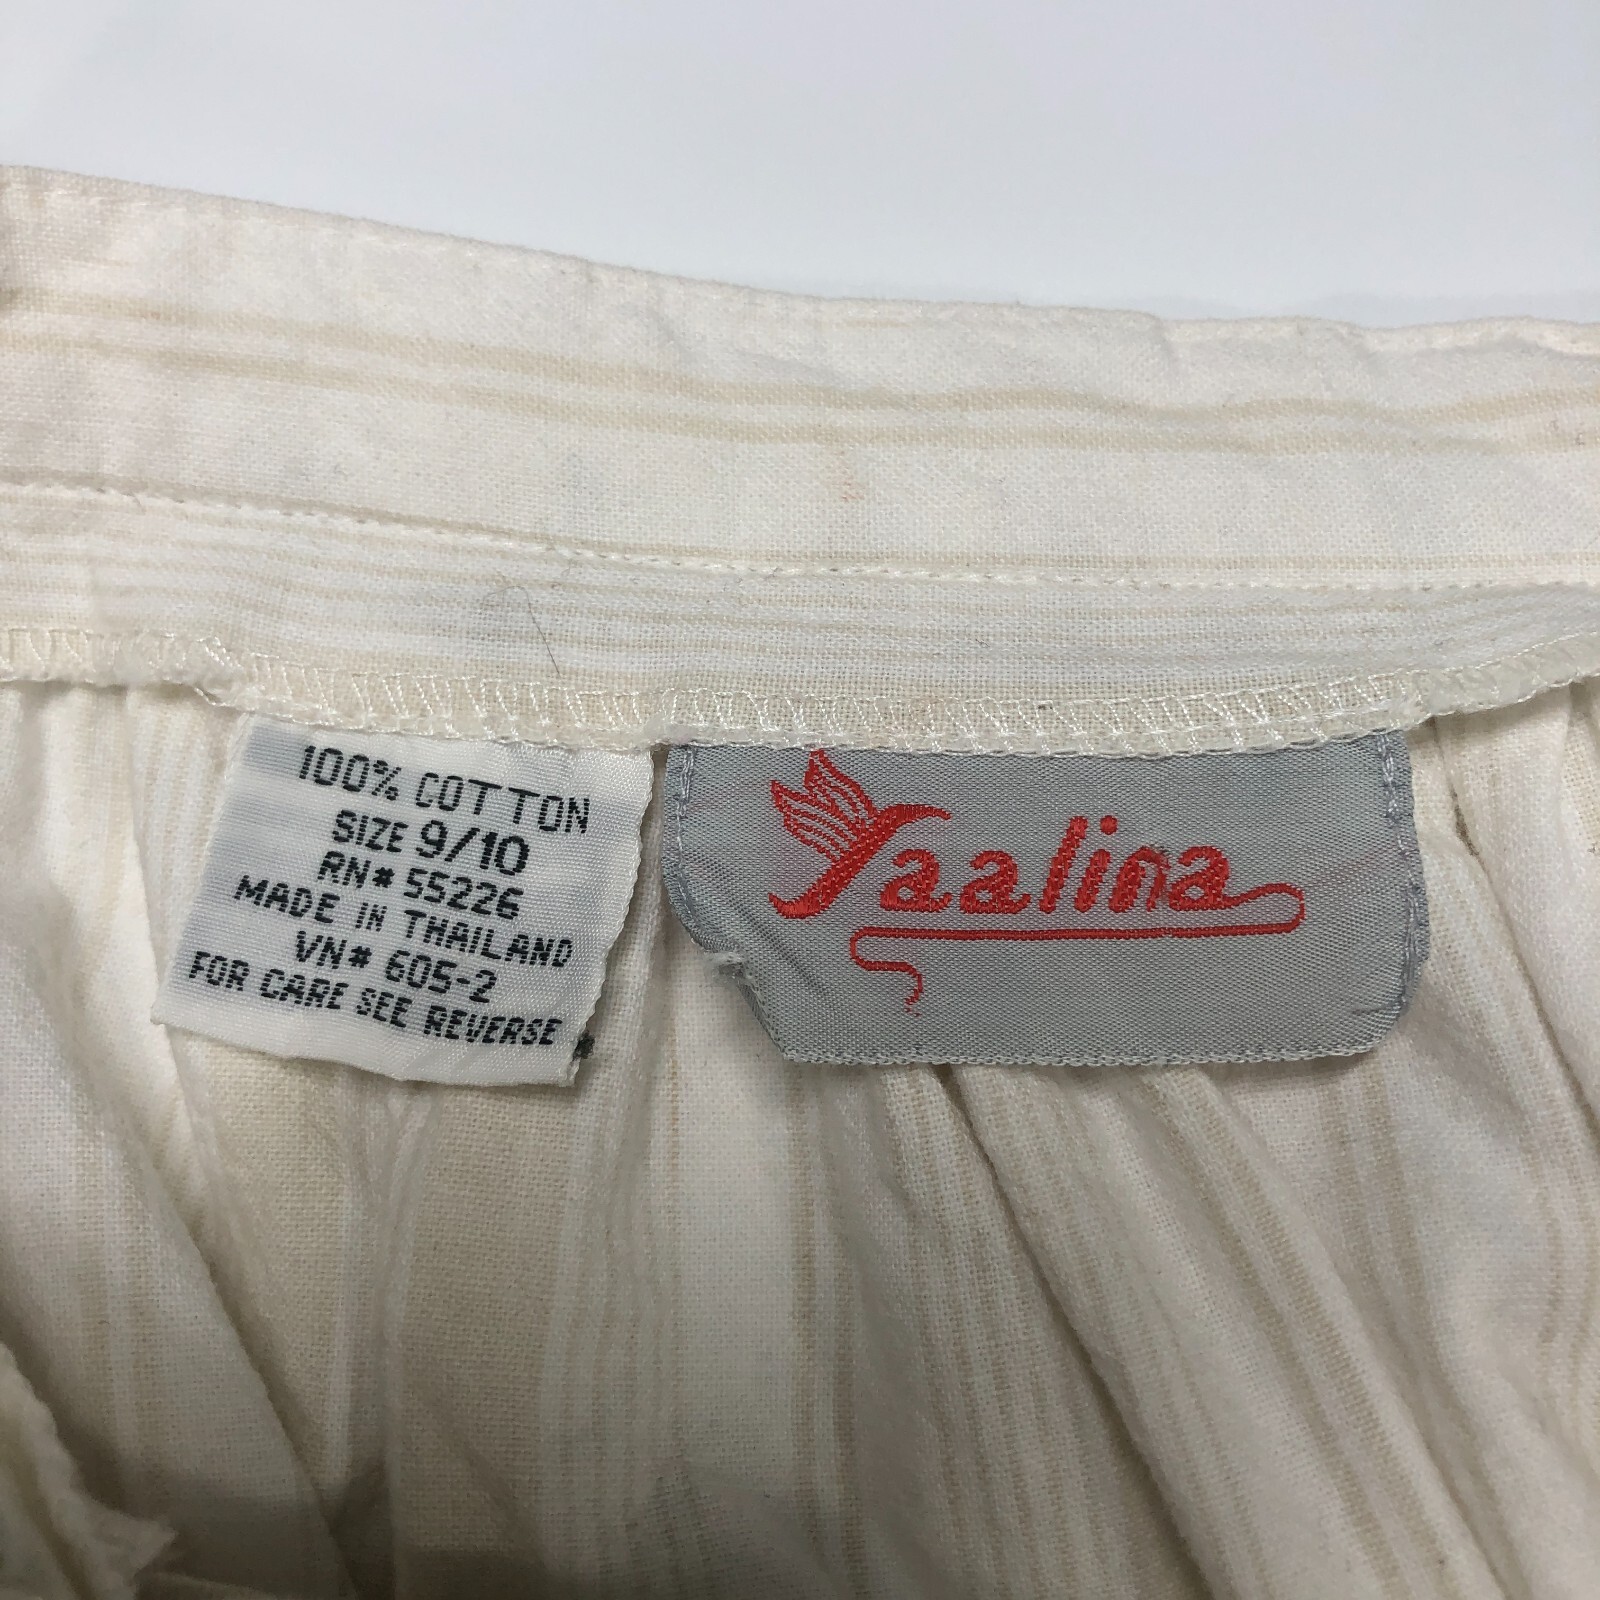 100% COTTON
SIZE 9/10
RN# 55226
MADE IN THAILAND
VN# 605-2
FOR CARE SEE REVERSE
Yaalina